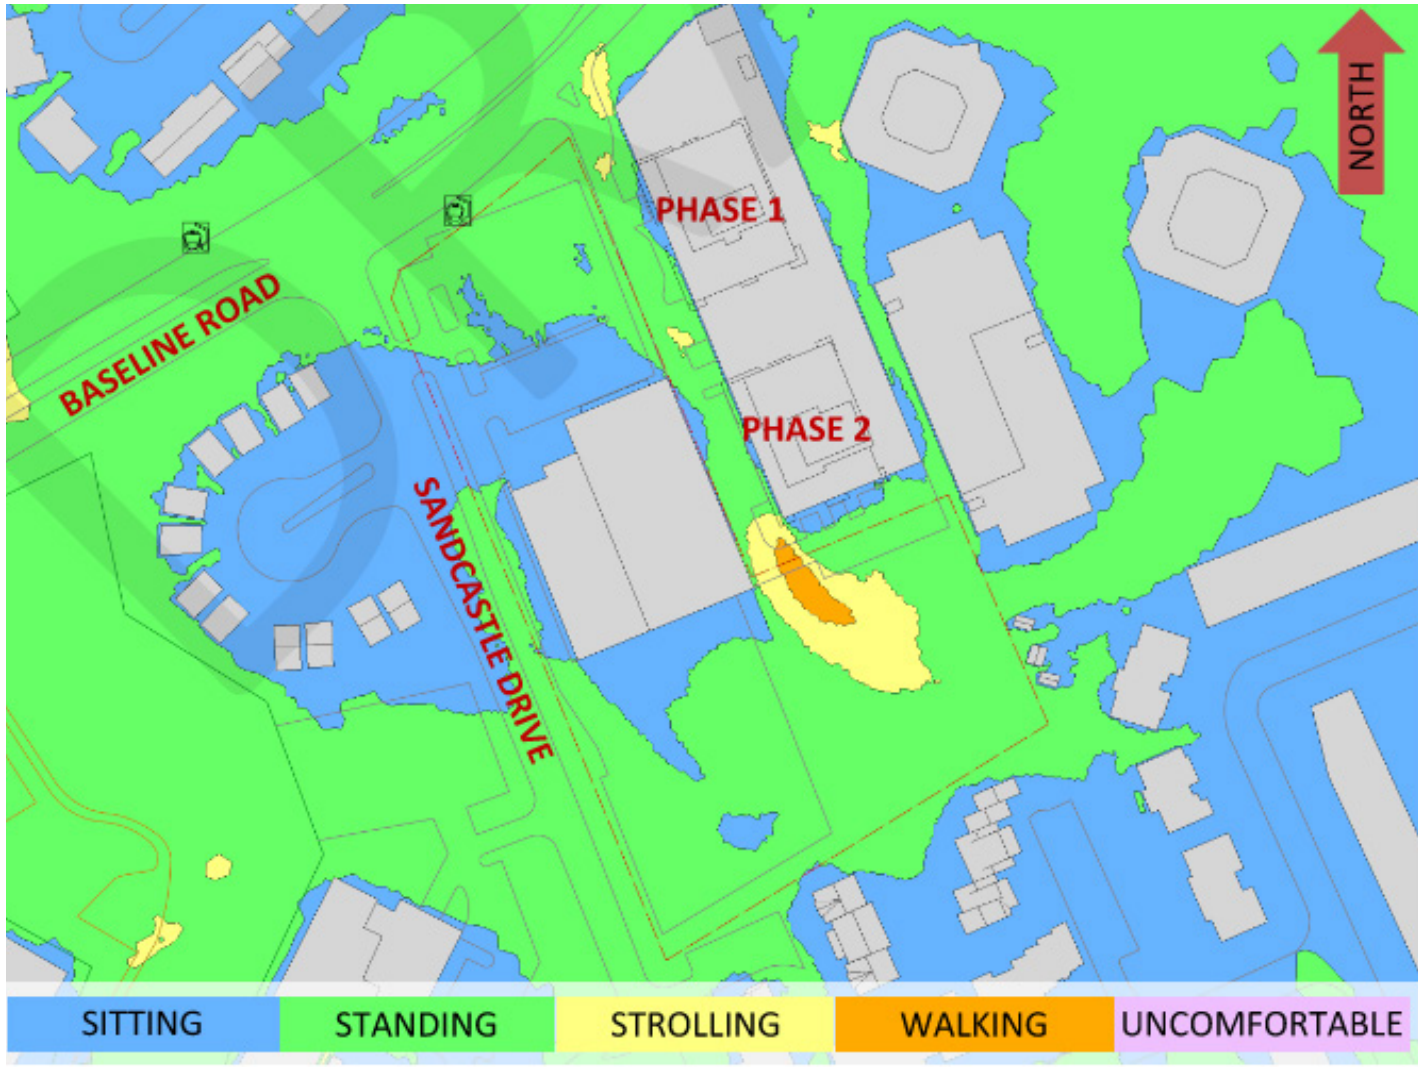 NORTH
PHASE 1
BASELINE ROAD
PHASE 2
SANDCASTLE DRIVE
SITTING
STANDING
STROLLING
WALKING
UNCOMFORTABLE